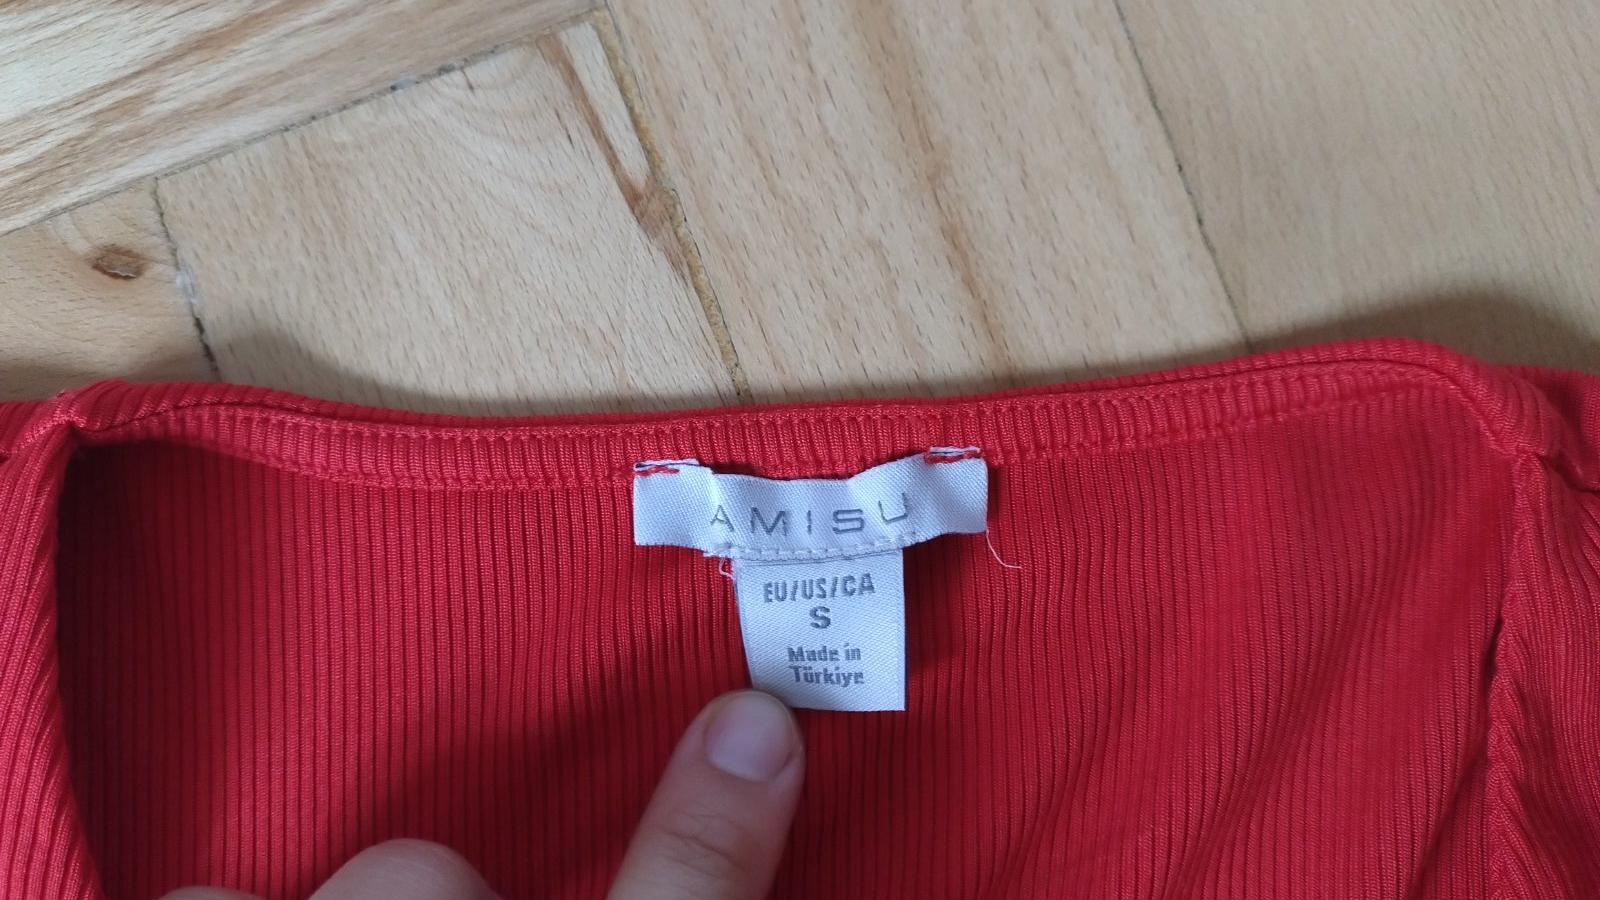 AMISU
EU/US/CA
S
Made in
Türkiye